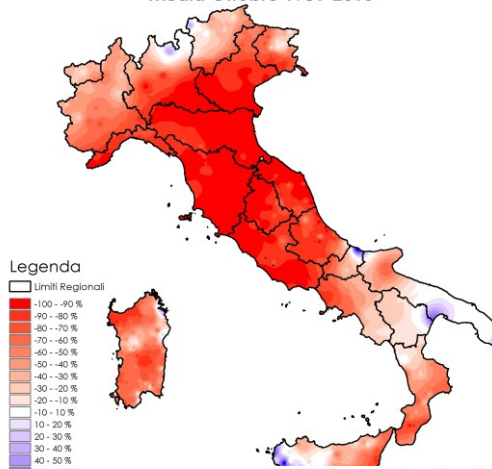 Legenda
Limiti Regionali
-100 - -90 %
-90 - -80 %
-80 - -70 %
-70 - -60 %
-60 - -50 %
-50 - -40 %
-40 - -30 %
-30 - -20 %
-20 - -10 %
-10 - 10 %
10 - 20 %
20 - 30 %
30 - 40 %
40 - 50 %